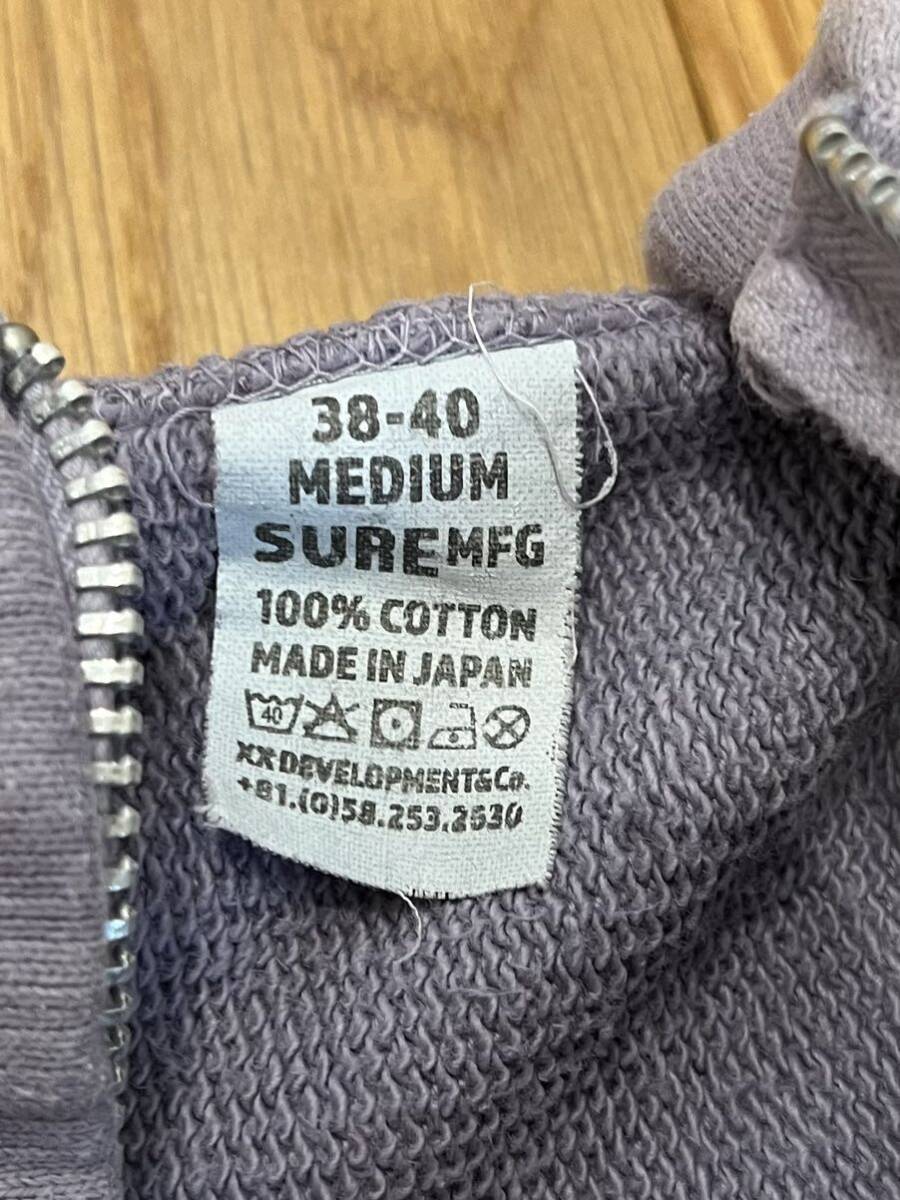 38-40
MEDIUM
SUREMFG
100% COTTON
MADE IN JAPAN
40
XX DEVELOPMENT&Co.
+81.(0)58.253.2630